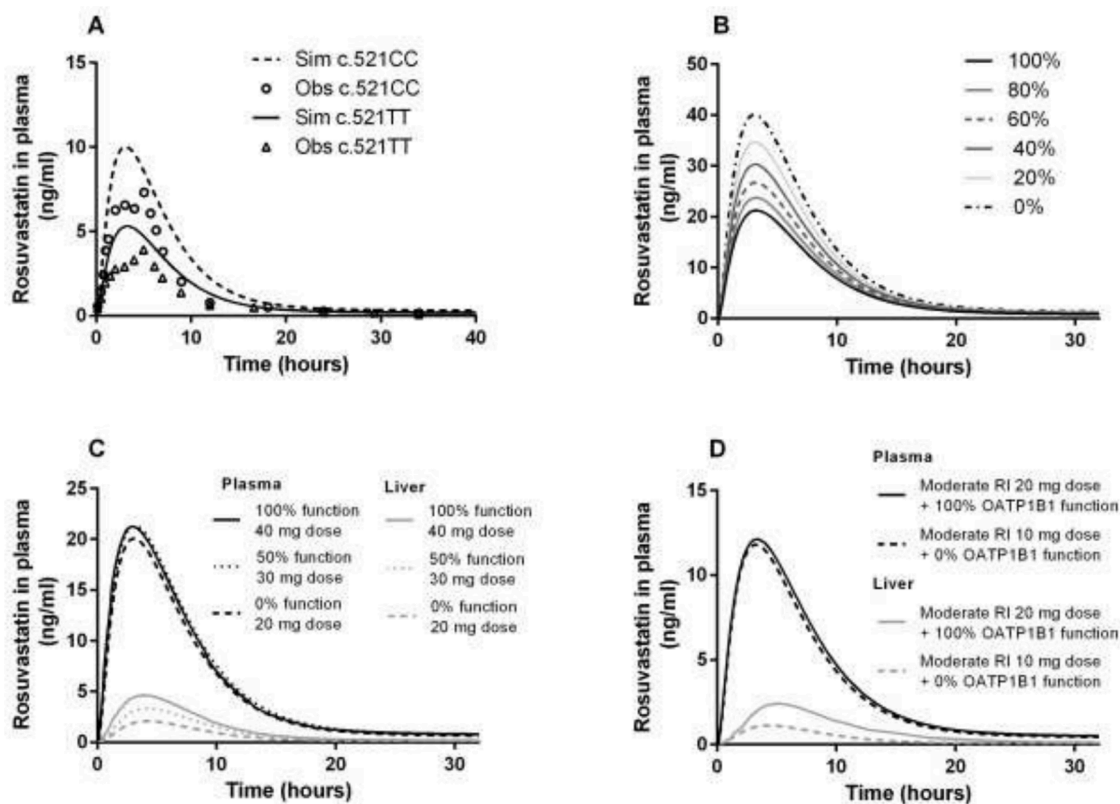 A
15
10
5
0
0
10
20
30
40
Rosuvastatin in plasma
(ng/ml)
Time (hours)
Sim c.521CC
Obs c.521CC
Sim c.521TT
Obs c.521TT
B
50
40
30
20
10
0
0
10
20
30
Rosuvastatin in plasma
(ng/ml)
Time (hours)
100%
80%
60%
40%
20%
0%
C
25
20
15
10
5
0
0
10
20
30
Rosuvastatin in plasma
(ng/ml)
Time (hours)
Plasma
100% function
40 mg dose
50% function
30 mg dose
0% function
20 mg dose
Liver
100% function
40 mg dose
50% function
30 mg dose
0% function
20 mg dose
D
15
10
5
0
0
10
20
30
Rosuvastatin in plasma
(ng/ml)
Time (hours)
Plasma
Moderate RI 20 mg dose
+ 100% OATP1B1 function
Moderate RI 10 mg dose
+ 0% OATP1B1 function
Liver
Moderate RI 20 mg dose
+ 100% OATP1B1 function
Moderate RI 10 mg dose
+ 0% OATP1B1 function